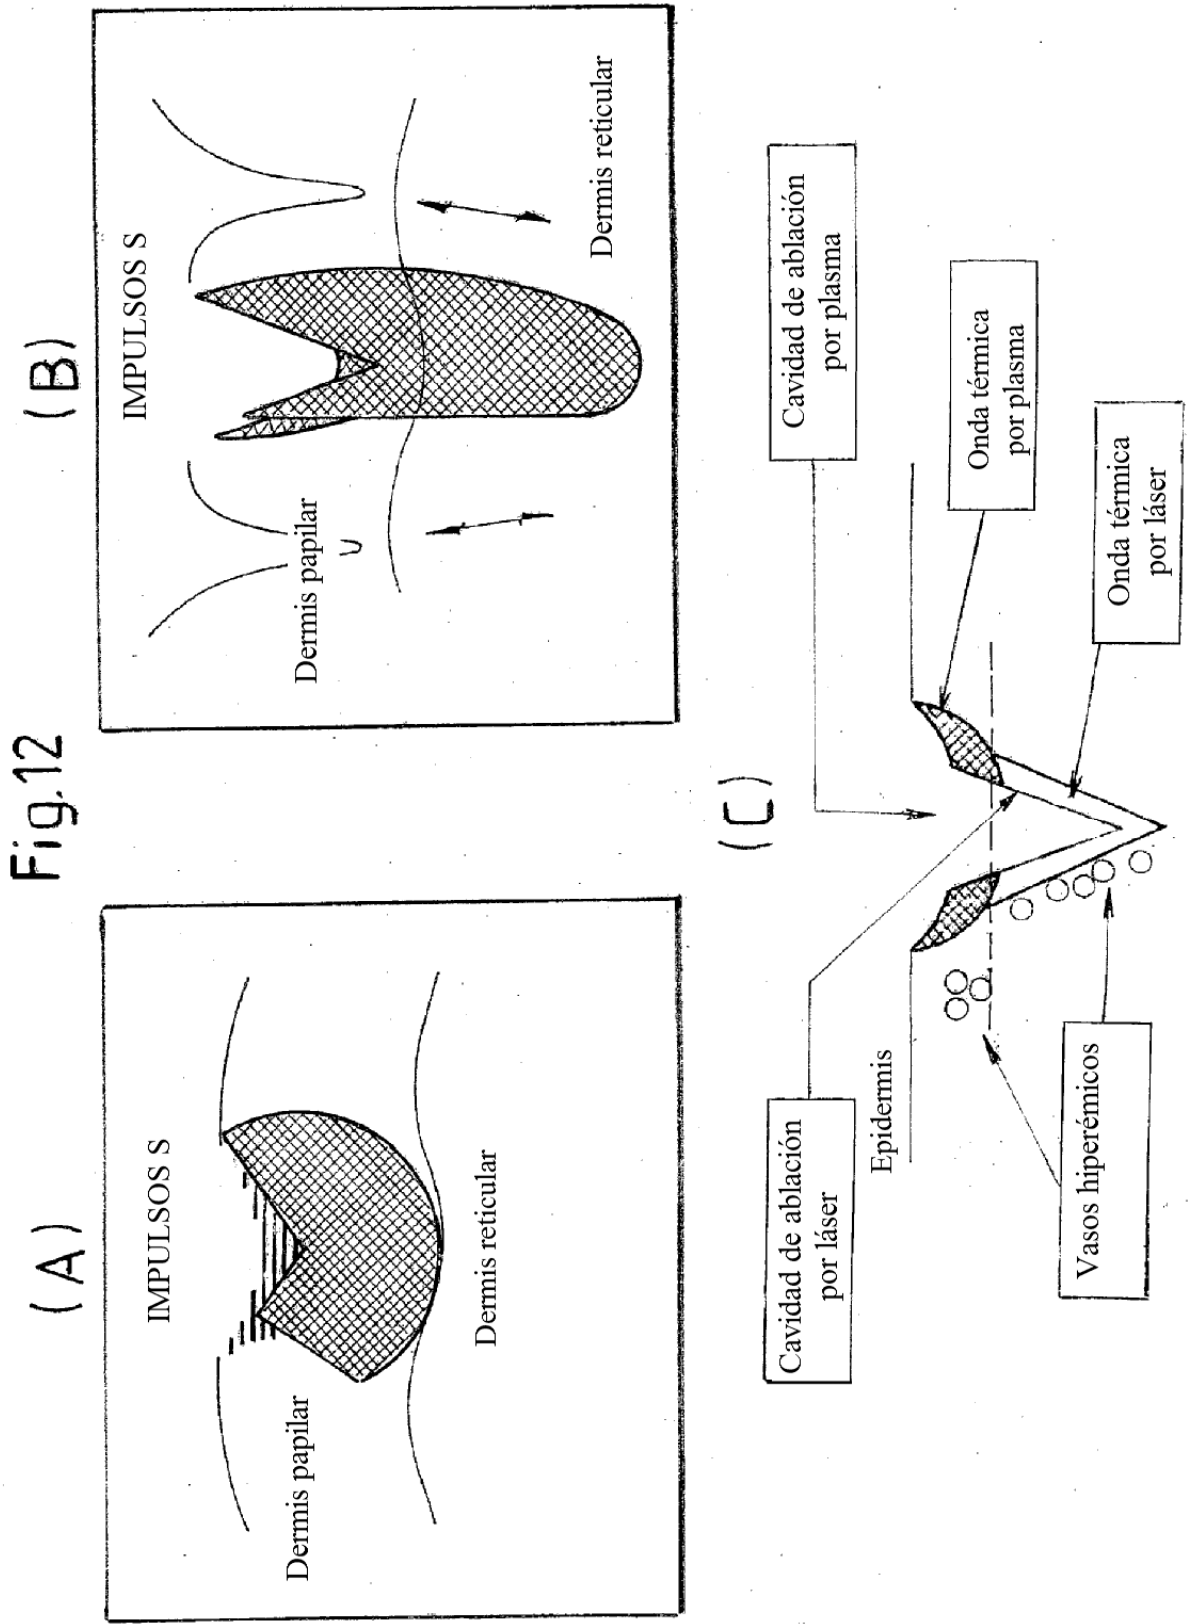 Fig.12
(A)
IMPULSOS S
Dermis papilar
Dermis reticular
(B)
IMPULSOS S
Dermis papilar
Dermis reticular
(C)
Cavidad de ablación
por láser
Cavidad de ablación
por plasma
Epidermis
Onda térmica
por plasma
Vasos hiperémicos
Onda térmica
por láser